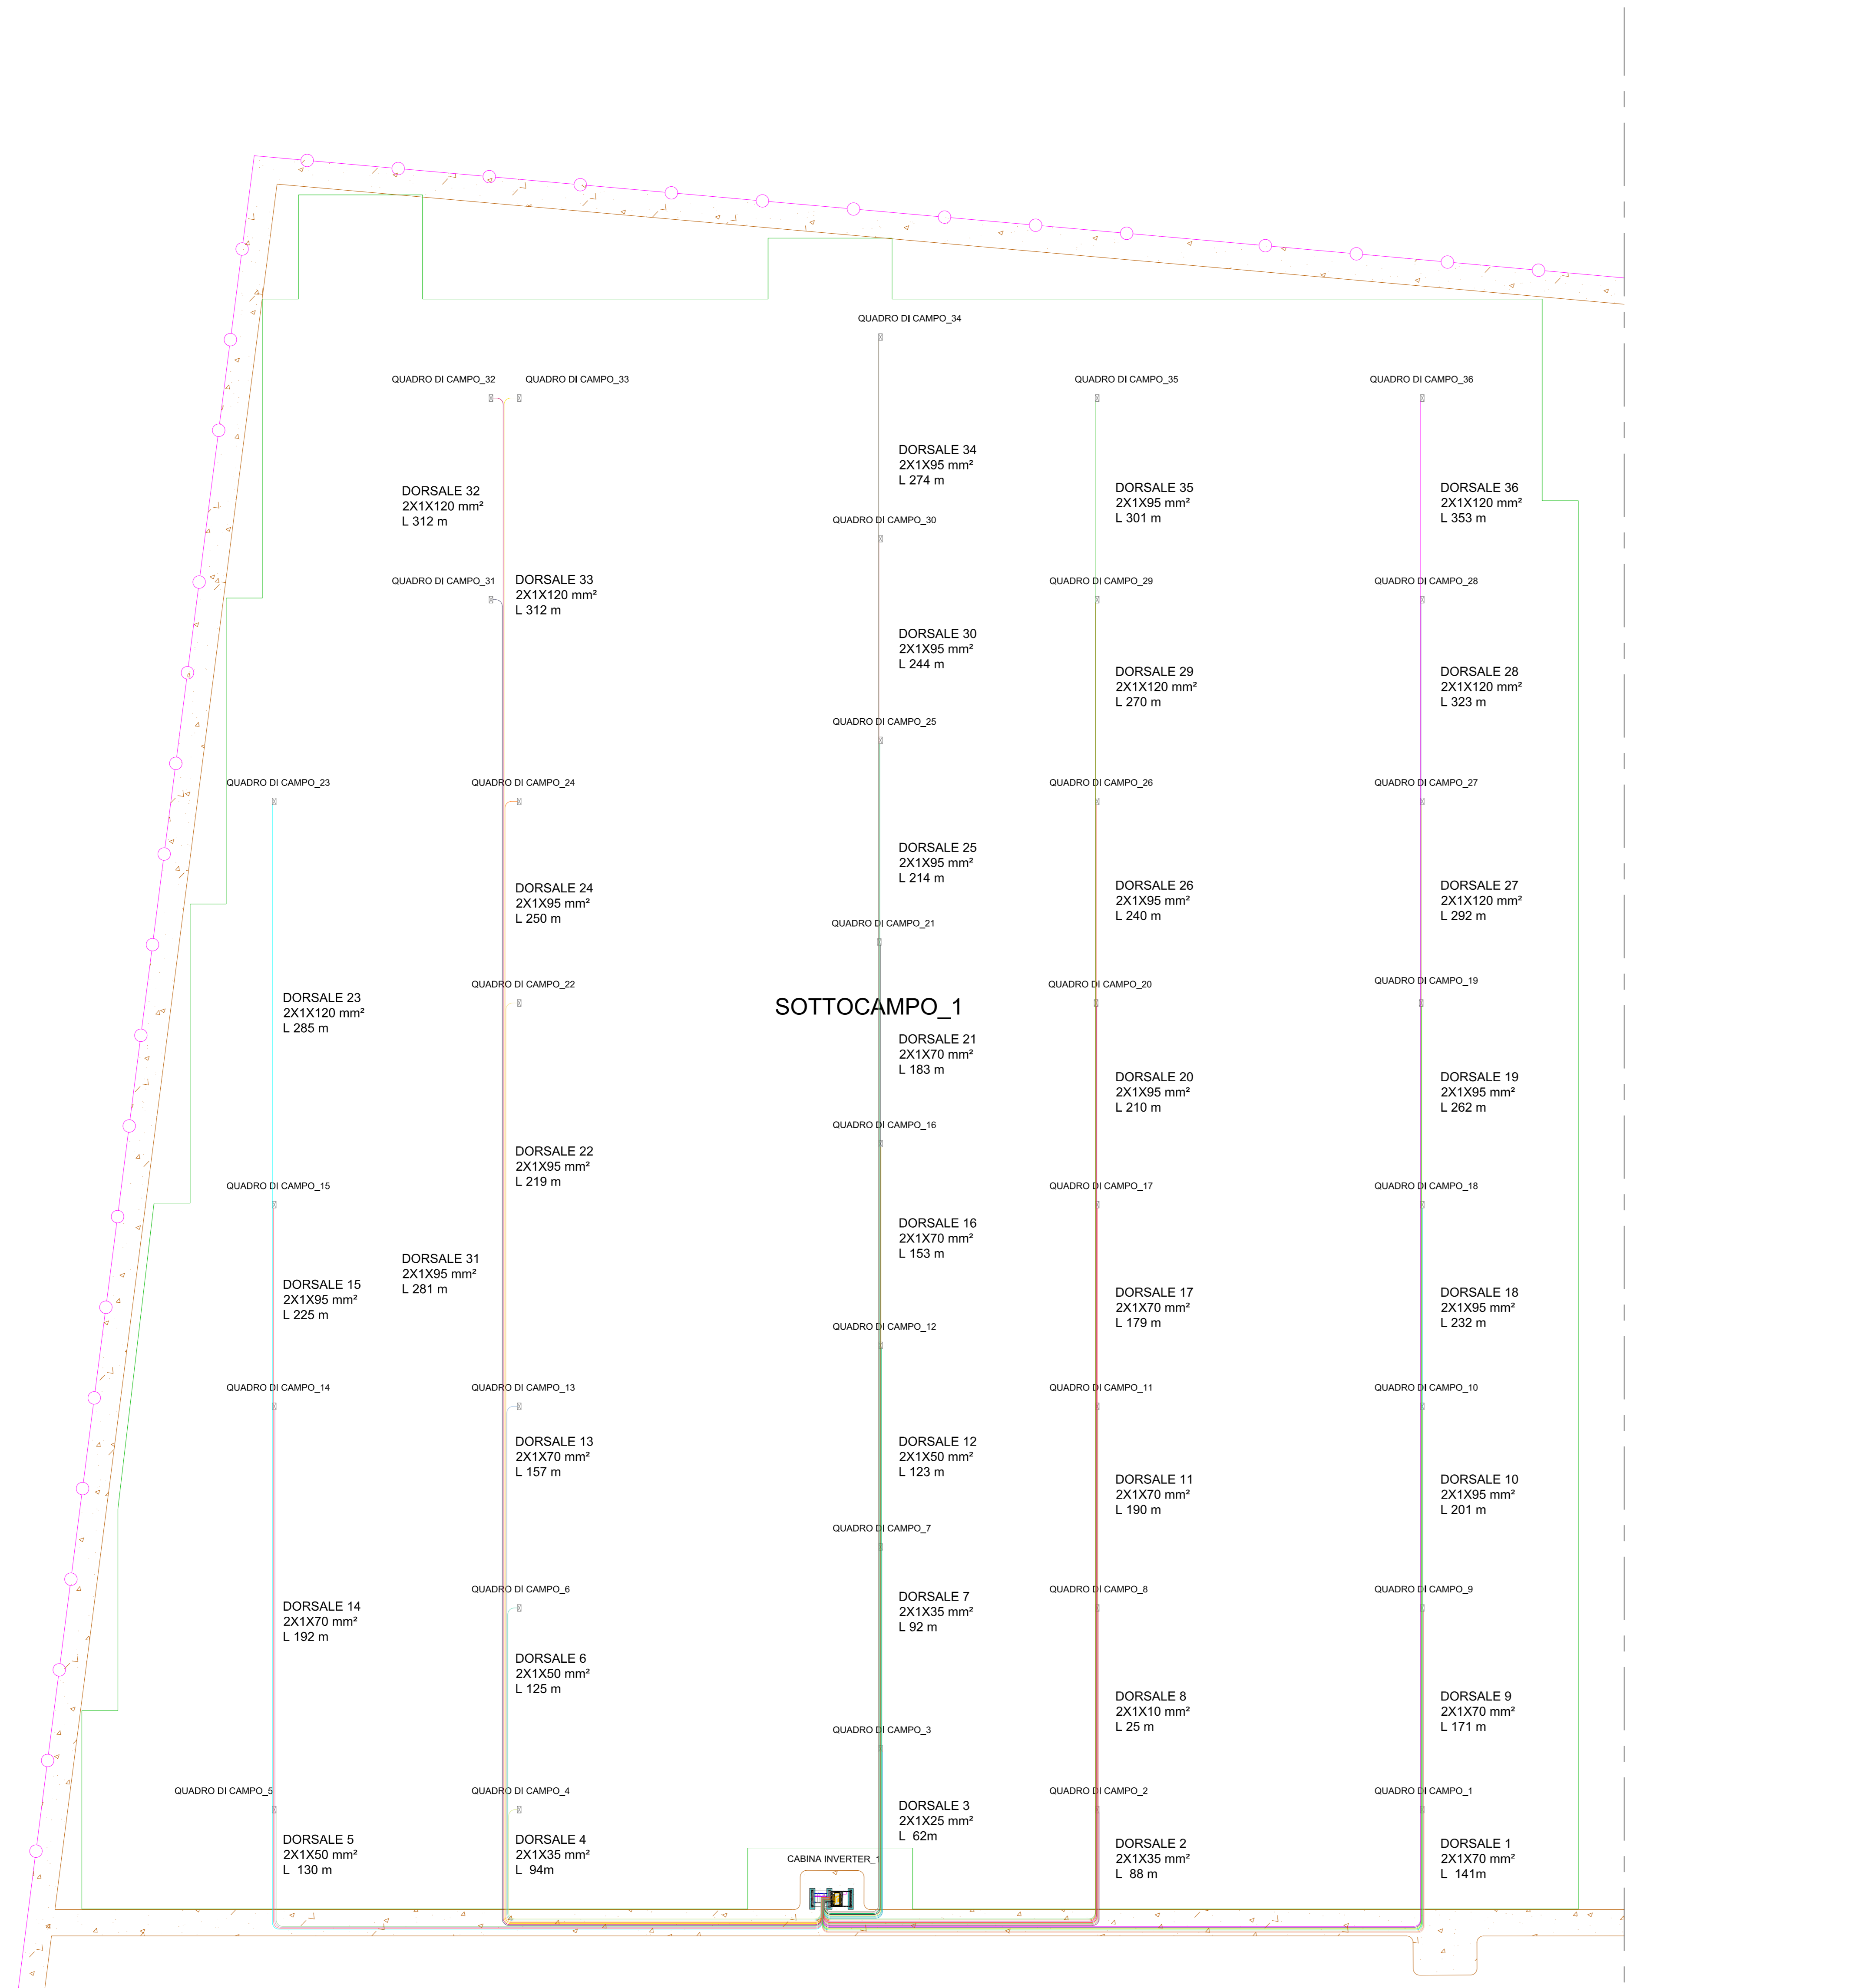 QUADRO DI CAMPO_34
QUADRO DI CAMPO_32
QUADRO DI CAMPO_33
QUADRO DI CAMPO_35
QUADRO DI CAMPO_36
DORSALE 34
2X1X95 mm²
L 274 m
DORSALE 32
2X1X120 mm²
L 312 m
DORSALE 35
2X1X95 mm²
L 301 m
DORSALE 36
2X1X120 mm²
L 353 m
QUADRO DI CAMPO_30
QUADRO DI CAMPO_31
DORSALE 33
2X1X120 mm²
L 312 m
QUADRO DI CAMPO_29
QUADRO DI CAMPO_28
DORSALE 30
2X1X95 mm²
L 244 m
DORSALE 29
2X1X120 mm²
L 270 m
DORSALE 28
2X1X120 mm²
L 323 m
QUADRO DI CAMPO_25
QUADRO DI CAMPO_23
QUADRO DI CAMPO_24
QUADRO DI CAMPO_26
QUADRO DI CAMPO_27
DORSALE 25
2X1X95 mm²
L 214 m
DORSALE 24
2X1X95 mm²
L 250 m
DORSALE 26
2X1X95 mm²
L 240 m
DORSALE 27
2X1X120 mm²
L 292 m
QUADRO DI CAMPO_21
QUADRO DI CAMPO_22
QUADRO DI CAMPO_20
QUADRO DI CAMPO_19
DORSALE 23
2X1X120 mm²
L 285 m
SOTTOCAMPO_1
DORSALE 21
2X1X70 mm²
L 183 m
DORSALE 20
2X1X95 mm²
L 210 m
DORSALE 19
2X1X95 mm²
L 262 m
QUADRO DI CAMPO_16
DORSALE 22
2X1X95 mm²
L 219 m
QUADRO DI CAMPO_15
QUADRO DI CAMPO_17
QUADRO DI CAMPO_18
DORSALE 16
2X1X70 mm²
L 153 m
DORSALE 31
2X1X95 mm²
L 281 m
DORSALE 15
2X1X95 mm²
L 225 m
DORSALE 17
2X1X70 mm²
L 179 m
DORSALE 18
2X1X95 mm²
L 232 m
QUADRO DI CAMPO_12
QUADRO DI CAMPO_14
QUADRO DI CAMPO_13
QUADRO DI CAMPO_11
QUADRO DI CAMPO_10
DORSALE 13
2X1X70 mm²
L 157 m
DORSALE 12
2X1X50 mm²
L 123 m
DORSALE 11
2X1X70 mm²
L 190 m
DORSALE 10
2X1X95 mm²
L 201 m
QUADRO DI CAMPO_7
QUADRO DI CAMPO_6
QUADRO DI CAMPO_8
QUADRO DI CAMPO_9
DORSALE 14
2X1X70 mm²
L 192 m
DORSALE 7
2X1X35 mm²
L 92 m
DORSALE 6
2X1X50 mm²
L 125 m
DORSALE 8
2X1X10 mm²
L 25 m
DORSALE 9
2X1X70 mm²
L 171 m
QUADRO DI CAMPO_3
QUADRO DI CAMPO_5
QUADRO DI CAMPO_4
QUADRO DI CAMPO_2
QUADRO DI CAMPO_1
DORSALE 3
2X1X25 mm²
L 62m
DORSALE 5
2X1X50 mm²
L 130 m
DORSALE 4
2X1X35 mm²
L 94m
DORSALE 2
2X1X35 mm²
L 88 m
DORSALE 1
2X1X70 mm²
L 141m
CABINA INVERTER_1